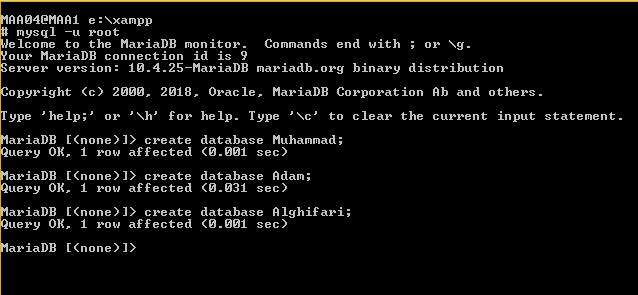 MAA04@MAA1 e:\xampp
# mysql -u root
Welcome to the MariaDB monitor.  Commands end with ; or \g.
Your MariaDB connection id is 9
Server version: 10.4.25-MariaDB mariadb.org binary distribution
Copyright (c) 2000, 2018, Oracle, MariaDB Corporation Ab and others.
Type 'help;' or '\h' for help. Type '\c' to clear the current input statement.
MariaDB [(none)]> create database Muhammad;
Query OK, 1 row affected (0.001 sec)
MariaDB [(none)]> create database Adam;
Query OK, 1 row affected (0.031 sec)
MariaDB [(none)]> create database Alghifari;
Query OK, 1 row affected (0.001 sec)
MariaDB [(none)]>